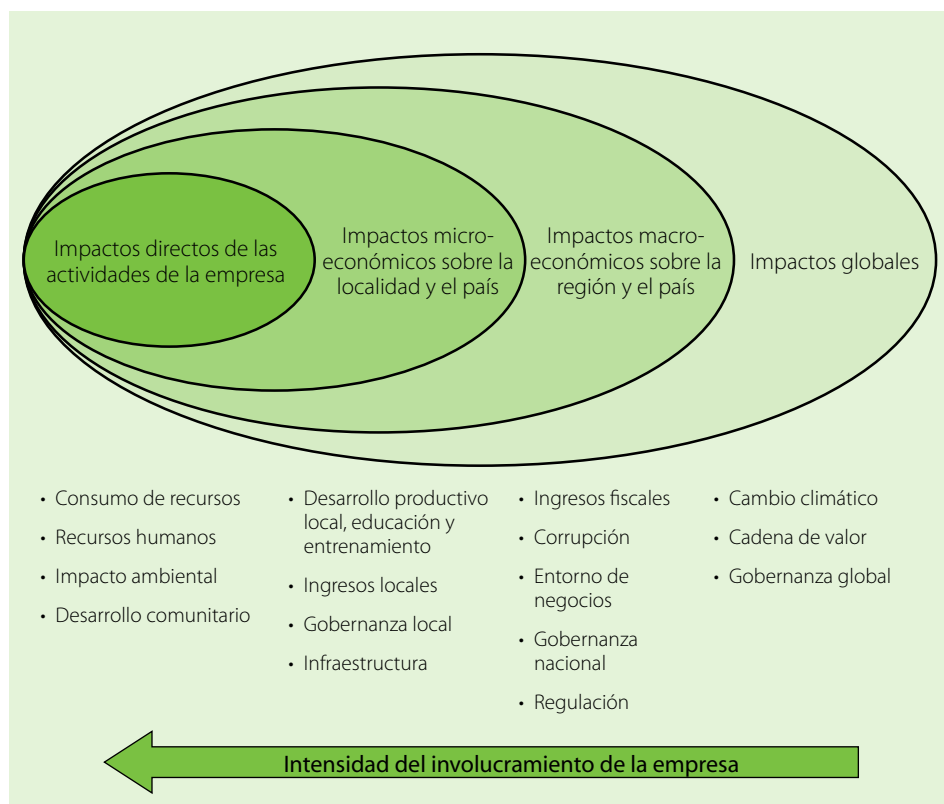 Impactos directos de las
actividades de la empresa
Impactos micro-
económicos sobre la
localidad y el país
Impactos macro-
económicos sobre la
región y el país
Impactos globales
• Consumo de recursos
• Recursos humanos
• Impacto ambiental
• Desarrollo comunitario
• Desarrollo productivo
local, educación y
entrenamiento
• Ingresos locales
• Gobernanza local
• Infraestructura
• Ingresos fiscales
• Corrupción
• Entorno de
negocios
• Gobernanza
nacional
• Regulación
• Cambio climático
• Cadena de valor
• Gobernanza global
Intensidad del involucramiento de la empresa